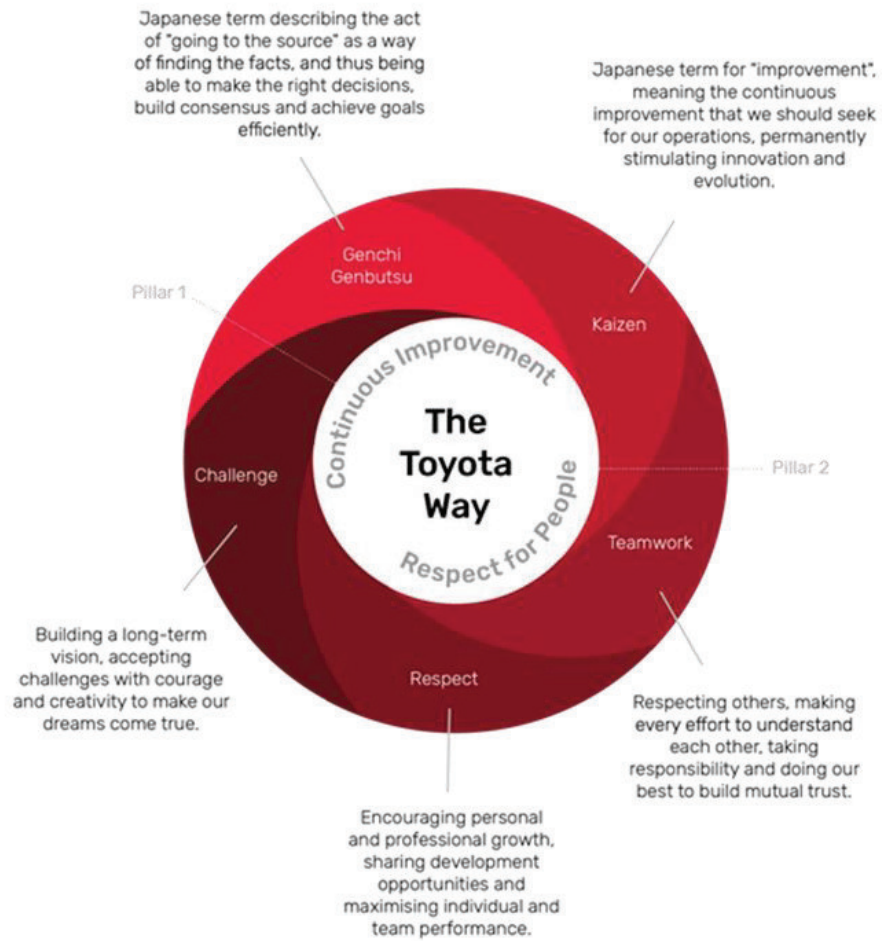 Japanese term describing the act
of "going to the source" as a way
of finding the facts, and thus being
able to make the right decisions,
build consensus and achieve goals
efficiently.
Japanese term for "improvement",
meaning the continuous
improvement that we should seek
for our operations, permanently
stimulating innovation and
evolution.
Genchi
Genbutsu
Pillar 1
Kaizen
Continuous Improvement
The
Toyota
Way
Respect for People
Pillar 2
Challenge
Teamwork
Respect
Building a long-term
vision, accepting
challenges with courage
and creativity to make our
dreams come true.
Respecting others, making
every effort to understand
each other, taking
responsibility and doing our
best to build mutual trust.
Encouraging personal
and professional growth,
sharing development
opportunities and
maximising individual and
team performance.